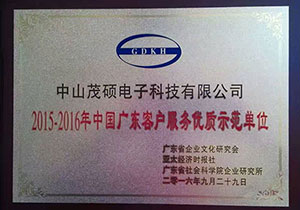 GDKH
中山茂硕电子科技有限公司
2015-2016年中国广东客户服务优质示范单位
广东省企业文化研究会
亚太经济时报社
广东省社会科学院企业研究所
二零一六年九月二十九日